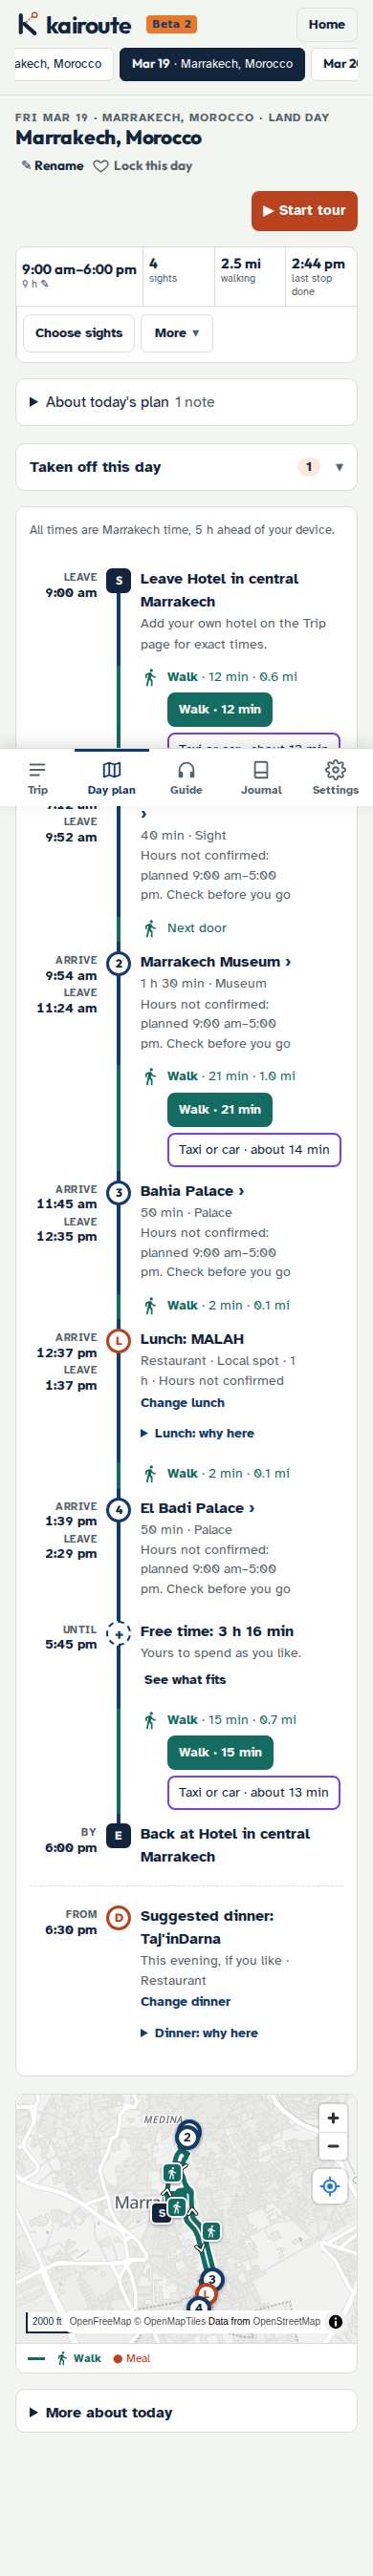 kairoute
Beta 2
Home
akech, Morocco
Mar 19 · Marrakech, Morocco
Mar 20
FRI MAR 19 · MARRAKECH, MOROCCO · LAND DAY
Marrakech, Morocco
✎ Rename
Lock this day
▶ Start tour
9:00 am–6:00 pm
9 h ✎
4
sights
2.5 mi
walking
2:44 pm
last stop
done
Choose sights
More ▾
▶ About today's plan 1 note
Taken off this day
1 ▾
All times are Marrakech time, 5 h ahead of your device.
LEAVE
9:00 am
S
Leave Hotel in central
Marrakech
Add your own hotel on the Trip
page for exact times.
Walk · 12 min · 0.6 mi
Walk · 12 min
Trip
Day plan
Guide
Journal
Settings
›
LEAVE
9:52 am
40 min · Sight
Hours not confirmed:
planned 9:00 am–5:00
pm. Check before you go
Next door
ARRIVE
9:54 am
LEAVE
11:24 am
2
Marrakech Museum ›
1 h 30 min · Museum
Hours not confirmed:
planned 9:00 am–5:00
pm. Check before you go
Walk · 21 min · 1.0 mi
Walk · 21 min
Taxi or car · about 14 min
ARRIVE
11:45 am
LEAVE
12:35 pm
3
Bahia Palace ›
50 min · Palace
Hours not confirmed:
planned 9:00 am–5:00
pm. Check before you go
Walk · 2 min · 0.1 mi
ARRIVE
12:37 pm
LEAVE
1:37 pm
L
Lunch: MALAH
Restaurant · Local spot · 1
h · Hours not confirmed
Change lunch
▶ Lunch: why here
Walk · 2 min · 0.1 mi
ARRIVE
1:39 pm
LEAVE
2:29 pm
4
El Badi Palace ›
50 min · Palace
Hours not confirmed:
planned 9:00 am–5:00
pm. Check before you go
UNTIL
5:45 pm
+
Free time: 3 h 16 min
Yours to spend as you like.
See what fits
Walk · 15 min · 0.7 mi
Walk · 15 min
Taxi or car · about 13 min
BY
6:00 pm
E
Back at Hotel in central
Marrakech
FROM
6:30 pm
D
Suggested dinner:
Taj'inDarna
This evening, if you like ·
Restaurant
Change dinner
▶ Dinner: why here
MEDINA
2
+
−
Marra
S
3
L
4
2000 ft
OpenFreeMap © OpenMapTiles Data from OpenStreetMap
Walk
Meal
▶ More about today